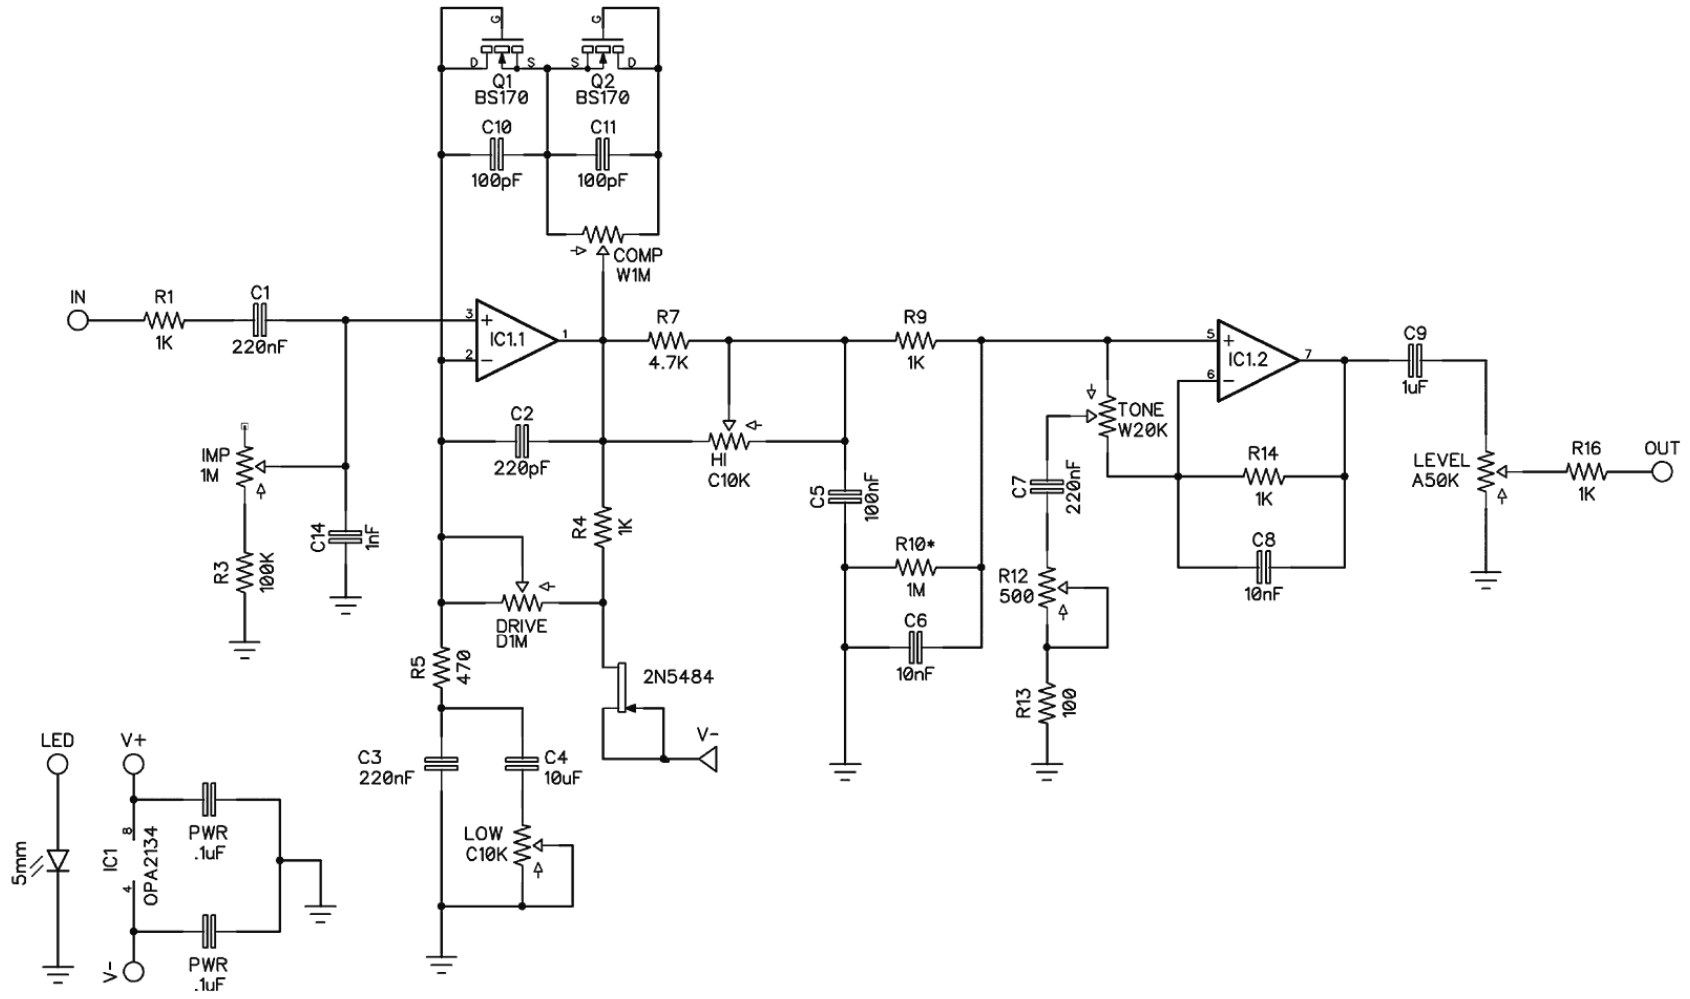 G
G
D
S
S
D
Q1
BS170
Q2
BS170
C10
100pF
C11
100pF
COMP
W1M
IN
R1
1K
C1
220nF
3
2
1
IC1.1
R7
4.7K
R9
1K
5
6
7
IC1.2
C9
1uF
C2
220pF
HI
C10K
TONE
W20K
IMP
1M
R14
1K
LEVEL
A50K
R16
1K
OUT
C5
100nF
C7
220nF
R4
1K
C14
1nF
R3
100K
R10*
1M
C8
10nF
R12
500
DRIVE
D1M
C6
10nF
R5
470
2N5484
R13
100
V-
LED
V+
C3
220nF
C4
10uF
8
PWR
.1uF
LOW
C10K
5mm
IC1
OPA2134
4
PWR
.1uF
V-